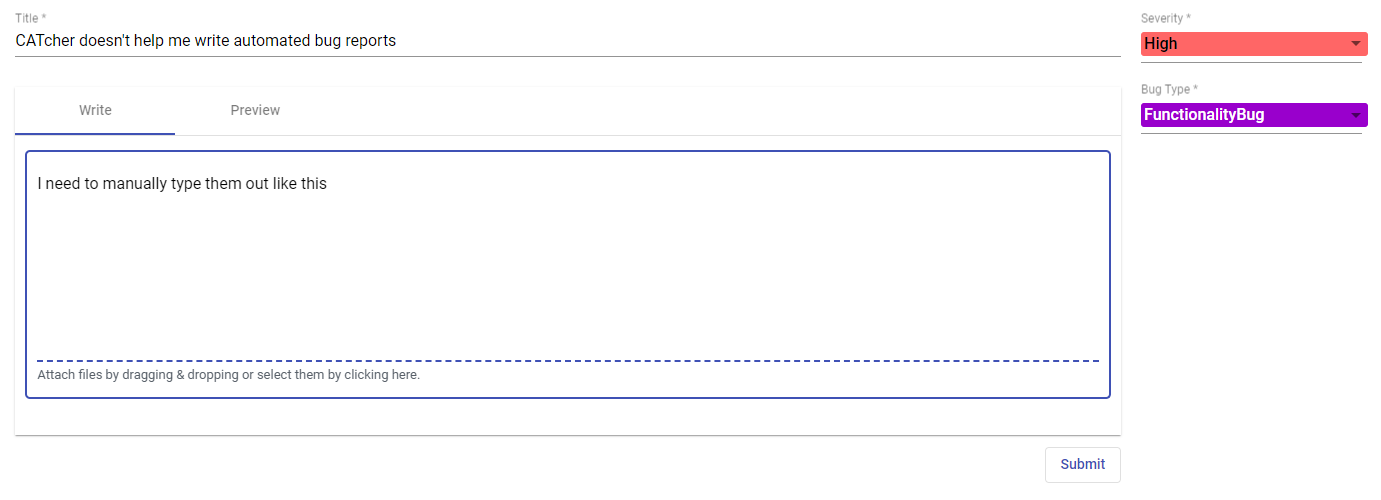 Title *
CATcher doesn't help me write automated bug reports
Severity *
High
Bug Type *
FunctionalityBug
Write Preview
I need to manually type them out like this
Attach files by dragging & dropping or select them by clicking here.
Submit